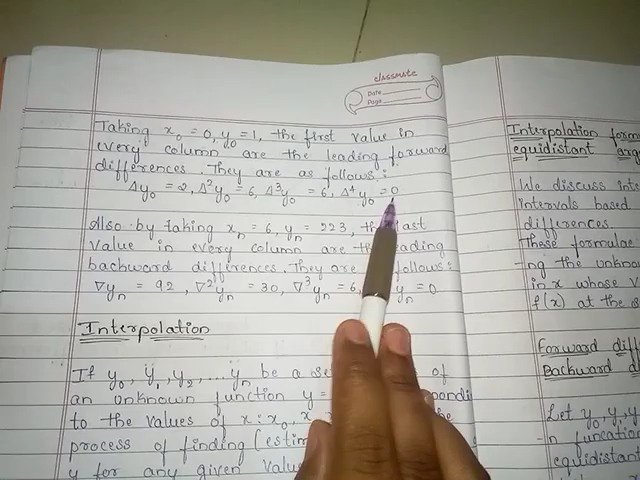 classmate
Date
Page
Taking x₀ = 0, y₀ = 1, the first value in
every column are the leading forward
differences. They are as follows:
Δy₀ = 2, Δ²y₀ = 6, Δ³y₀ = 6, Δ⁴y₀ = 0
Also by taking xₙ = 6, yₙ = 223, the last
value in every column are the leading
backward differences. They are follows:
∇yₙ = 92, ∇²yₙ = 30, ∇³yₙ = 6, yₙ = 0
Interpolation
If y₀, y₁, y₂, ... yₙ be a set of
an unknown function y =
to the values of x: x₀, x
process of finding (estim
y for any given value
Interpolation form
equidistant arg
We discuss int
intervals based
differences.
These formulae
-ing the unknow
in x whose v
f(x) at the
Forward diff
Backward d
Let y₀, y₁, y
-n funcation
equidistant